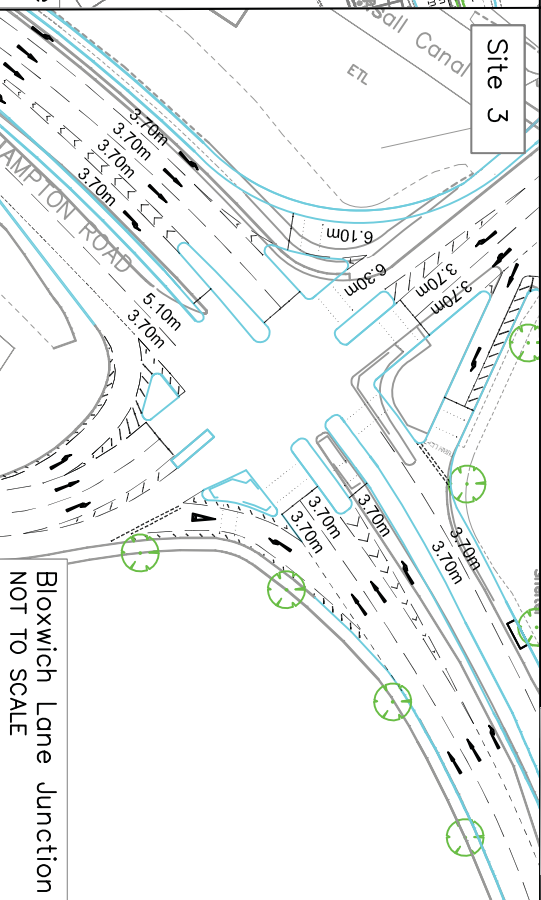 Site 3
sall Canal
ETL
3.70m
3.70m
3.70m
3.70m
6.10m
6.30m
3.70m
3.70m
AMPTON ROAD
5.10m
3.70m
3.70m
3.70m
3.70m
3.70m
3.70m
Bloxwich Lane Junction
NOT TO SCALE